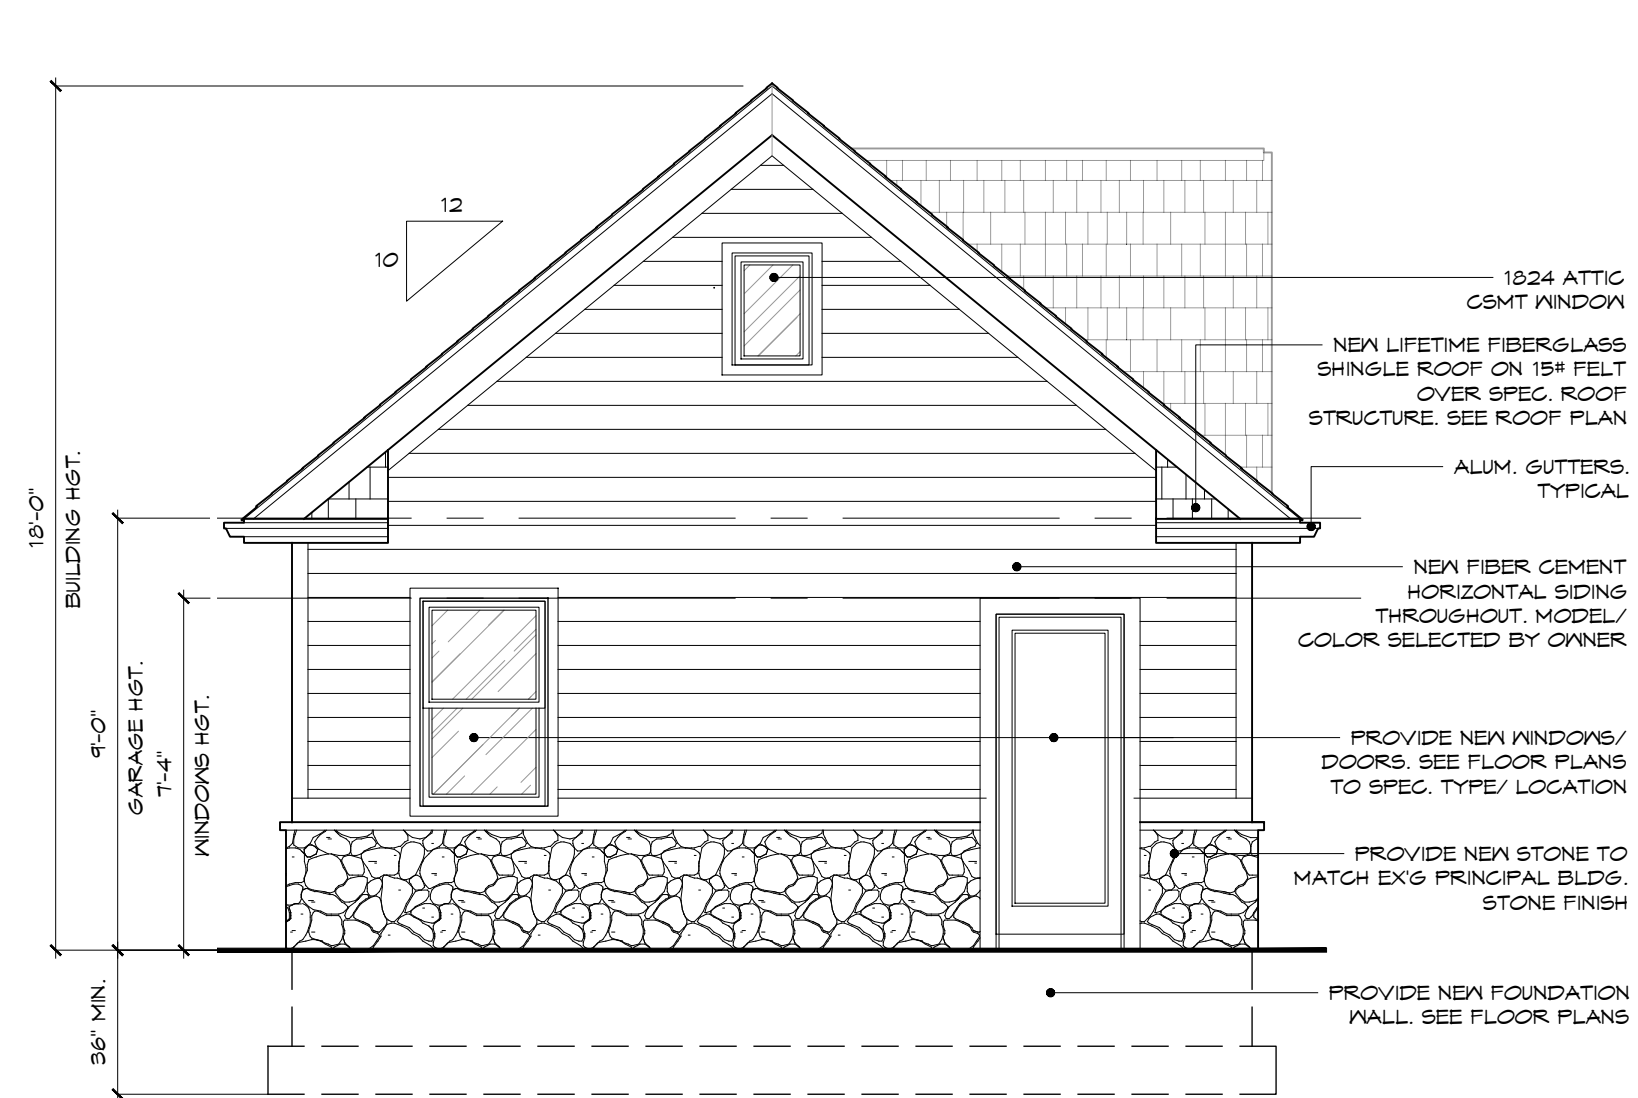 12
10
1824 ATTIC
CSMT WINDOW
NEW LIFETIME FIBERGLASS
SHINGLE ROOF ON 15# FELT
OVER SPEC. ROOF
STRUCTURE. SEE ROOF PLAN
ALUM. GUTTERS.
TYPICAL
18'-0"
BUILDING HGT.
NEW FIBER CEMENT
HORIZONTAL SIDING
THROUGHOUT. MODEL/
COLOR SELECTED BY OWNER
9'-0"
GARAGE HGT.
7'-4"
WINDOWS HGT.
PROVIDE NEW WINDOWS/
DOORS. SEE FLOOR PLANS
TO SPEC. TYPE/ LOCATION
PROVIDE NEW STONE TO
MATCH EX'G PRINCIPAL BLDG.
STONE FINISH
PROVIDE NEW FOUNDATION
WALL. SEE FLOOR PLANS
36" MIN.